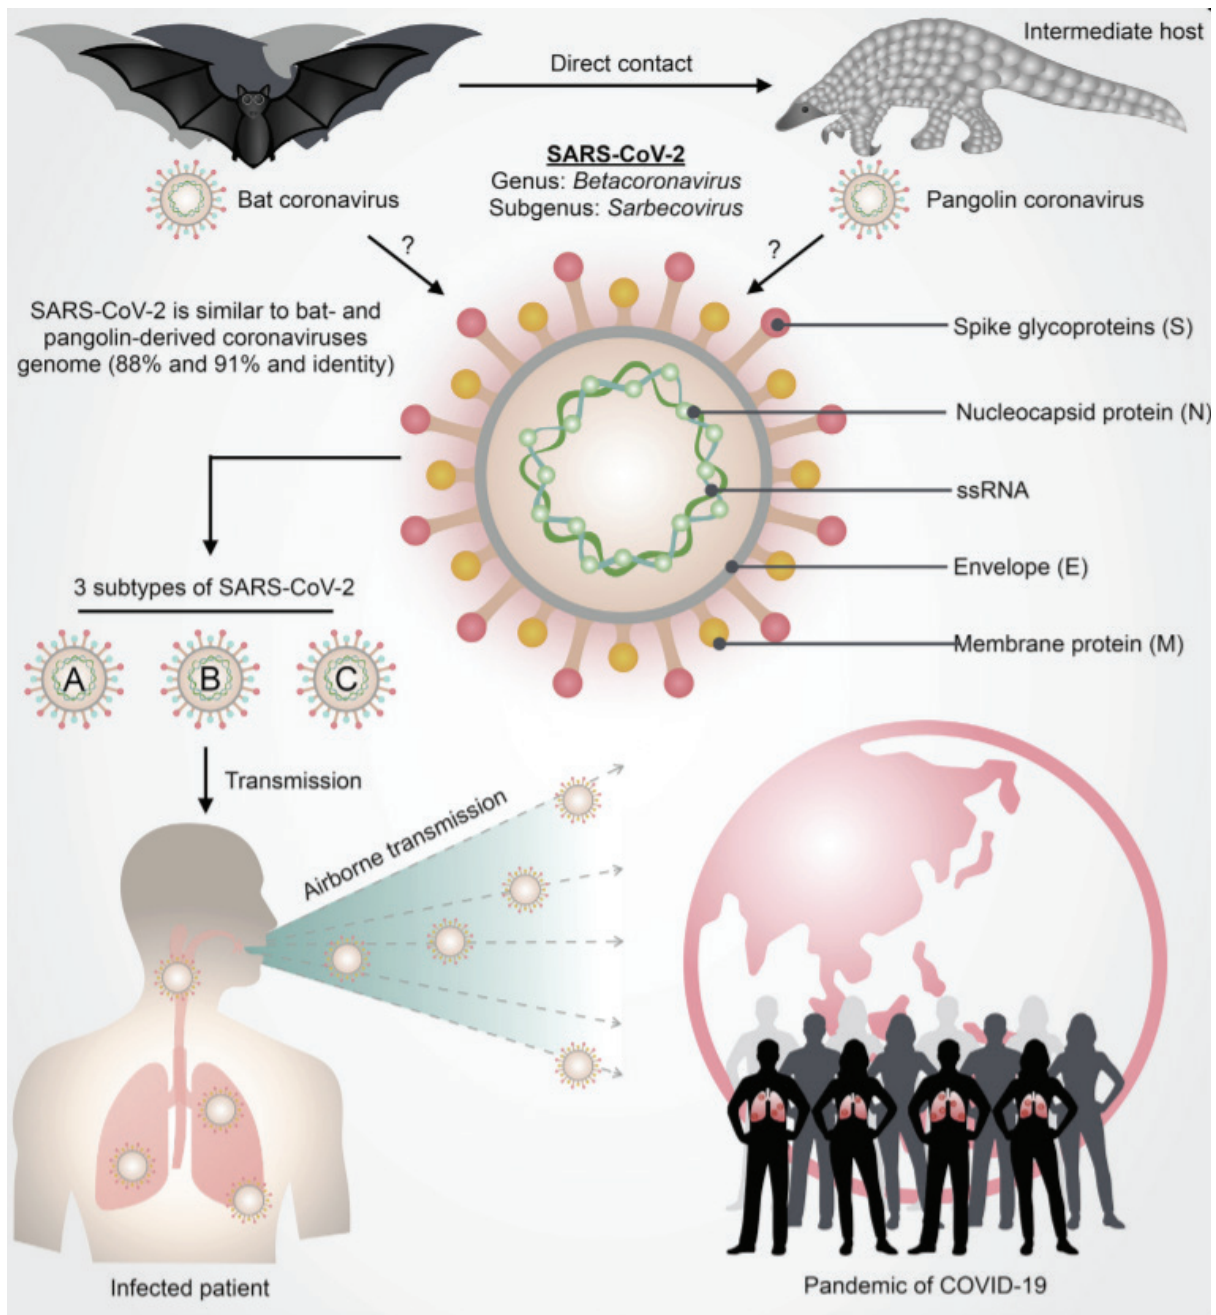 Intermediate host
Direct contact
SARS-CoV-2
Genus: Betacoronavirus
Subgenus: Sarbecovirus
Bat coronavirus
Pangolin coronavirus
?
?
SARS-CoV-2 is similar to bat- and
pangolin-derived coronaviruses
genome (88% and 91% and identity)
Spike glycoproteins (S)
Nucleocapsid protein (N)
ssRNA
Envelope (E)
Membrane protein (M)
3 subtypes of SARS-CoV-2
A
B
C
Transmission
Airborne transmission
Infected patient
Pandemic of COVID-19